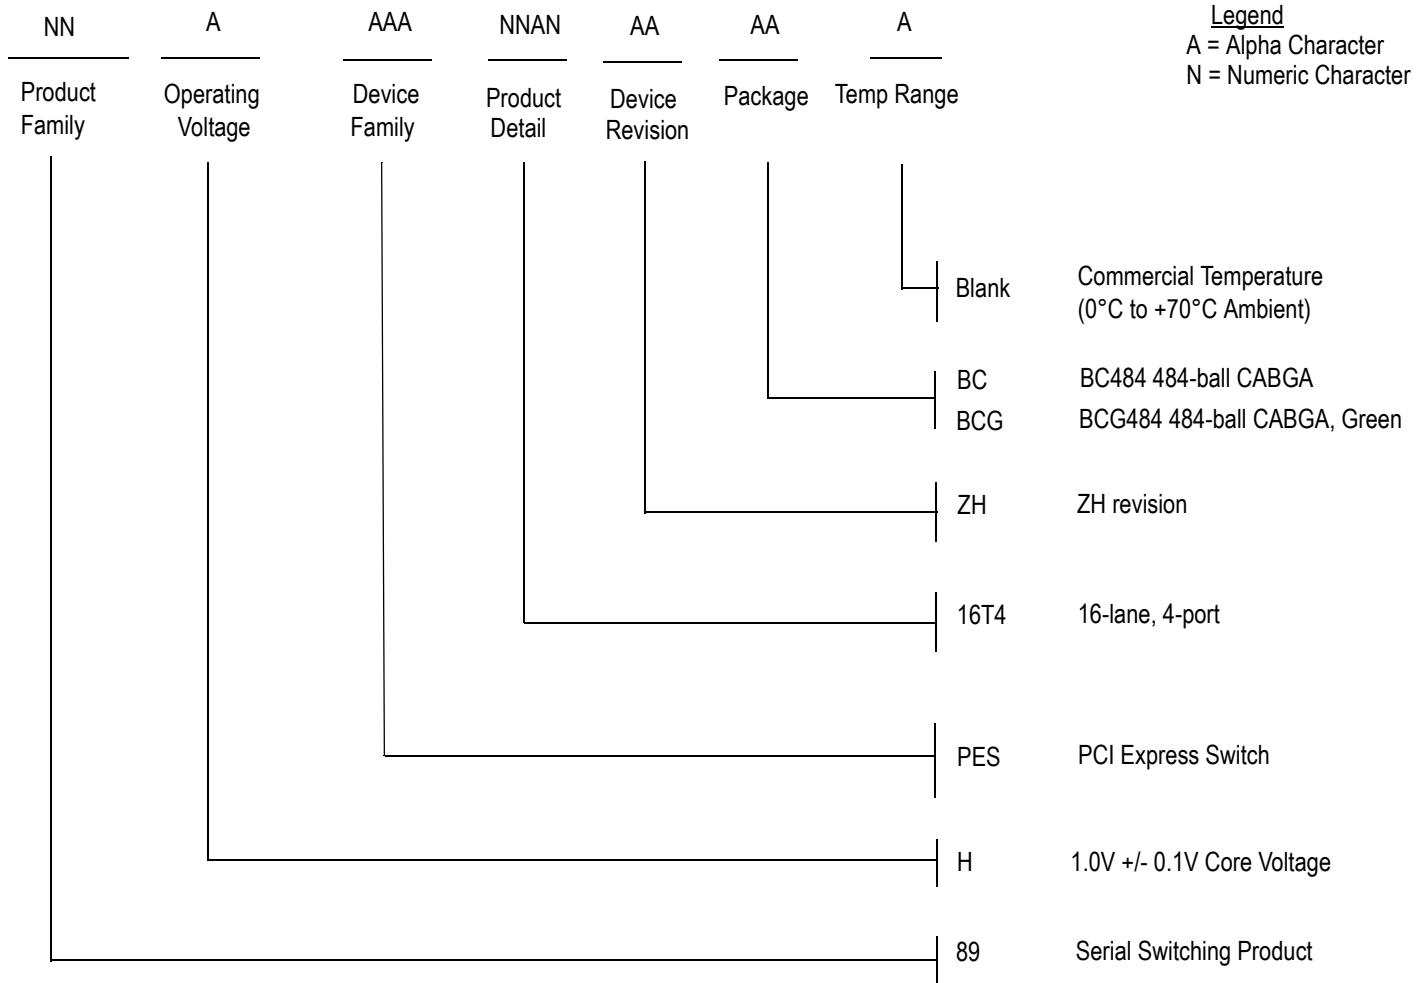 NN A AAA NNAN AA AA A
Legend
A = Alpha Character
N = Numeric Character
Product Family
Operating Voltage
Device Family
Product Detail
Device Revision
Package
Temp Range
Blank Commercial Temperature
(0°C to +70°C Ambient)
BC BC484 484-ball CABGA
BCG BCG484 484-ball CABGA, Green
ZH ZH revision
16T4 16-lane, 4-port
PES PCI Express Switch
H 1.0V +/- 0.1V Core Voltage
89 Serial Switching Product